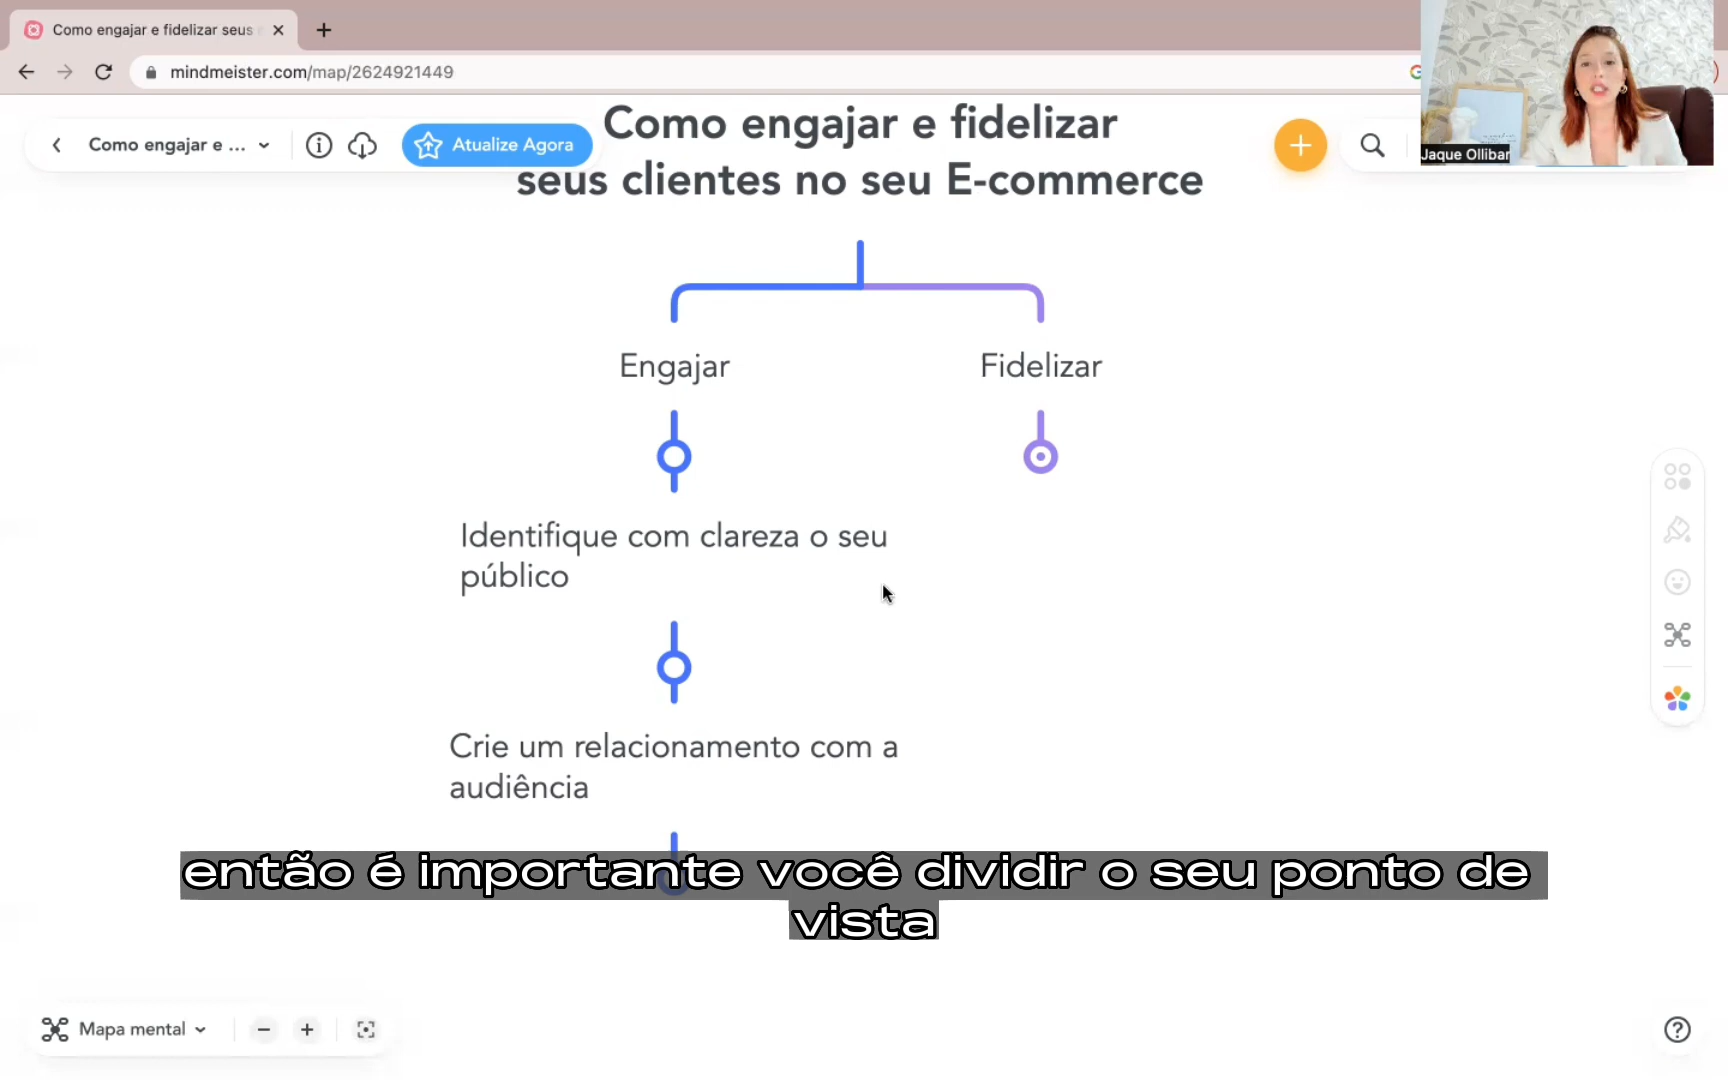 Como engajar e fidelizar seus
mindmeister.com/map/2624921449
Como engajar e ...
Atualize Agora
Como engajar e fidelizar
seus clientes no seu E-commerce
Jaque Ollibar
Engajar
Fidelizar
Identifique com clareza o seu
público
Crie um relacionamento com a
audiência
então é importante você dividir o seu ponto de
vista
Mapa mental